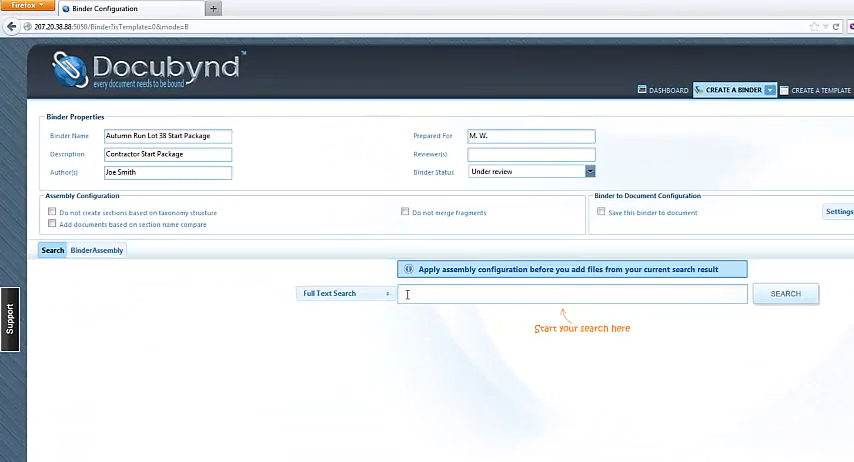 Firefox
Binder Configuration
+
207.20.38.88:5050/Binder?isTemplate=0&mode=B
Docubynd™
every document needs to be bound
DASHBOARD CREATE A BINDER CREATE A TEMPLATE
Binder Properties
Binder Name Autumn Run Lot 38 Start Package Prepared For M. W.
Description Contractor Start Package Reviewer(s)
Author(s) Joe Smith Binder Status Under review
Assembly Configuration Binder to Document Configuration
Do not create sections based on taxonomy structure Do not merge fragments Save this binder to document Settings
Add documents based on section name compare
Search BinderAssembly
Apply assembly configuration before you add files from your current search result
Full Text Search SEARCH
Start your search here
Support